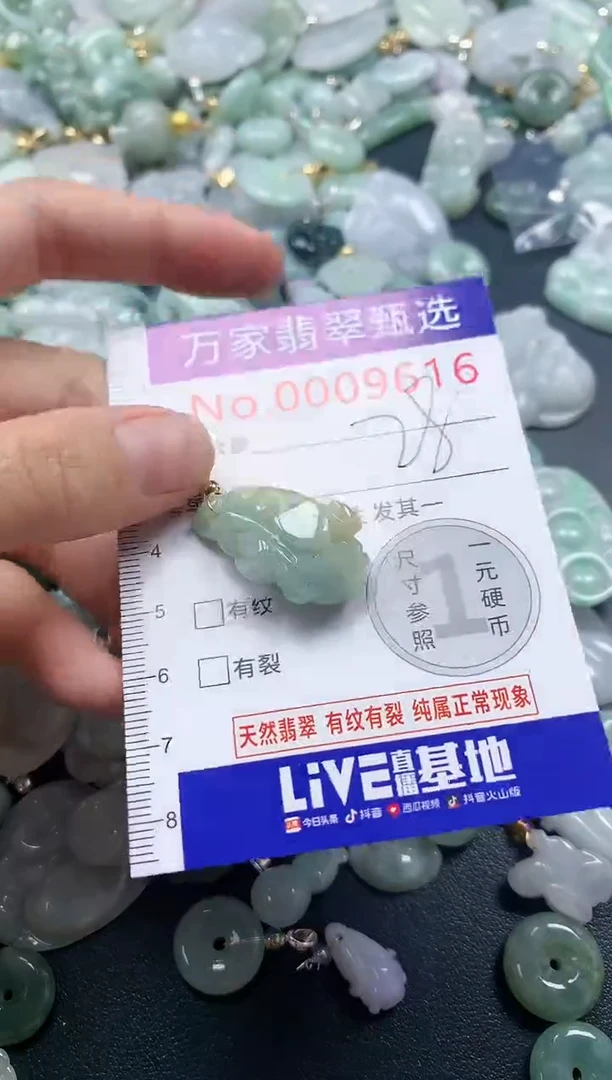 万家翡翠甄选
No.0009616
28
发其一
4
5
6
7
8
有纹
有裂
尺寸参照
1
一元硬币
天然翡翠 有纹有裂 纯属正常现象
LiVE直播基地
今日头条 抖音 西瓜视频 抖音火山版